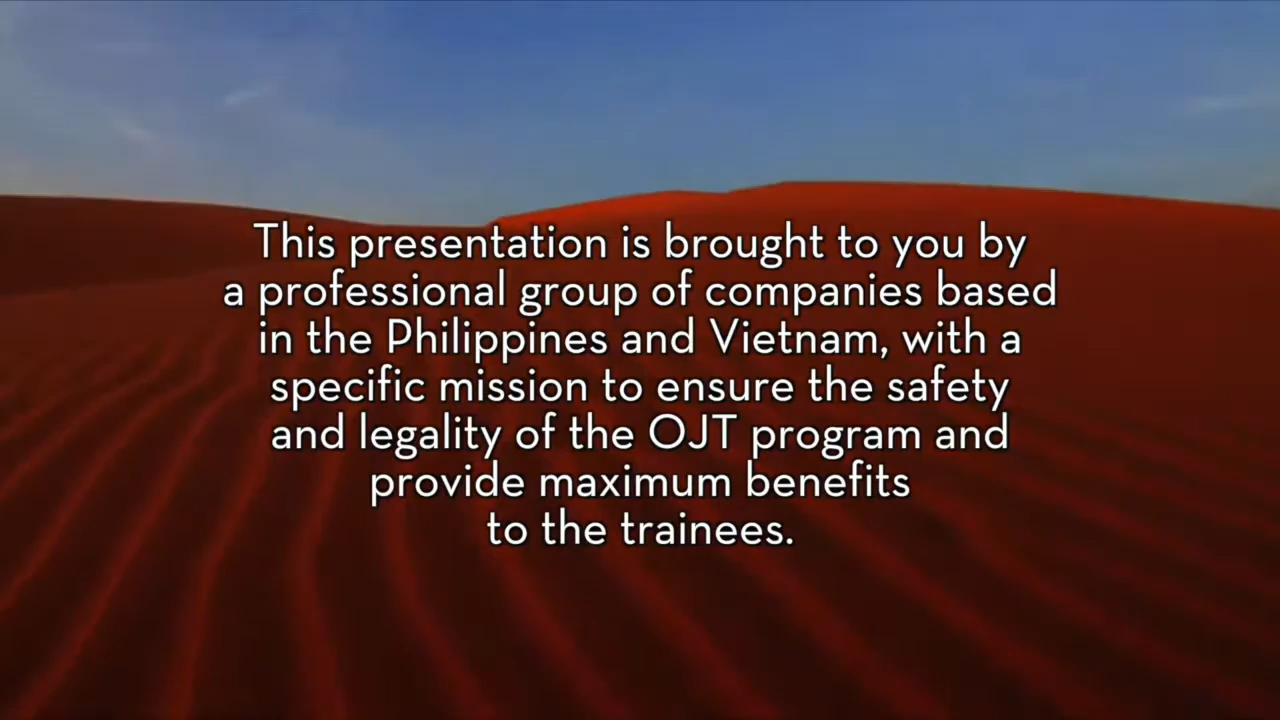 This presentation is brought to you by
a professional group of companies based
in the Philippines and Vietnam, with a
specific mission to ensure the safety
and legality of the OJT program and
provide maximum benefits
to the trainees.